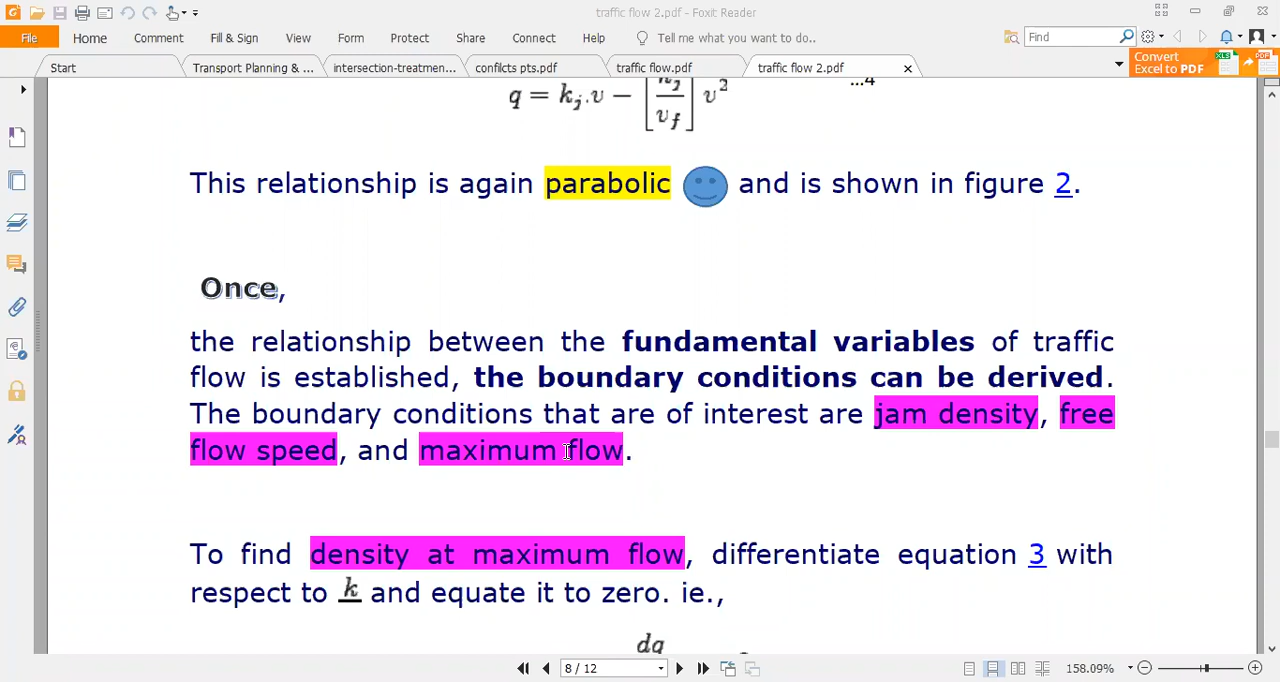 traffic flow 2.pdf - Foxit Reader
File Home Comment Fill & Sign View Form Protect Share Connect Help Tell me what you want to do.. Find
Start Transport Planning & ... intersection-treatmen... confilcts pts.pdf traffic flow.pdf traffic flow 2.pdf Convert
Excel to PDF
q = k_j.v − [k_j/v_f] v² ...4
This relationship is again parabolic and is shown in figure 2.
Once,
the relationship between the fundamental variables of traffic
flow is established, the boundary conditions can be derived.
The boundary conditions that are of interest are jam density, free
flow speed, and maximum flow.
To find density at maximum flow, differentiate equation 3 with
respect to k and equate it to zero. ie.,
dq
8 / 12 158.09%